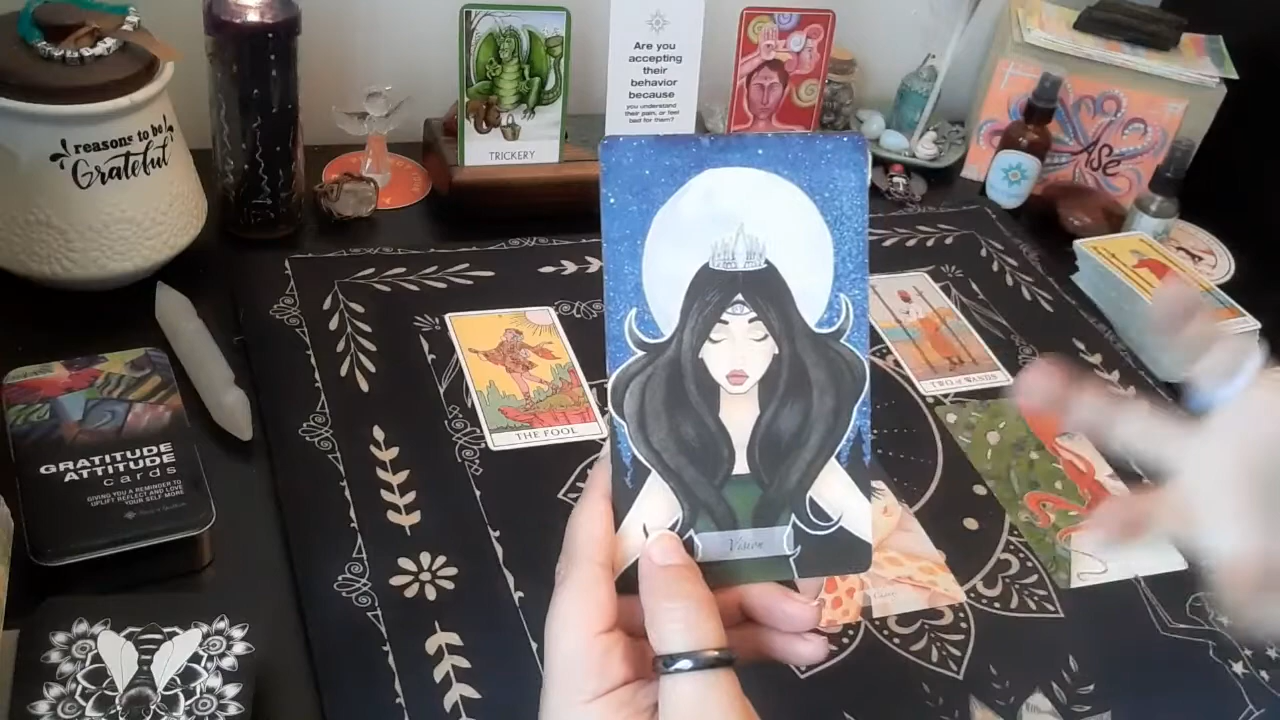 reasons to be
Grateful
TRICKERY
Are you
accepting
their
behavior
because
you understand
their pain, or feel
bad for them?
Asé
THE FOOL
TWO of WANDS
Vision
GRATITUDE
ATTITUDE
cards
GIVING YOU A REMINDER TO
UPLIFT REFLECT AND LOVE
YOUR SELF MORE